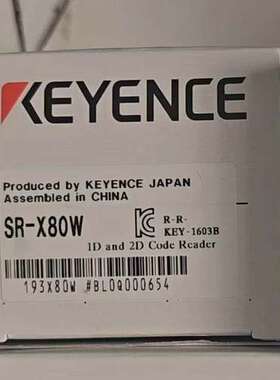 KEYENCE
Produced by KEYENCE JAPAN
Assembled in CHINA
SR-X80W
R-R-
KEY-1603B
1D and 2D Code Reader
193X80W #BL0Q000654